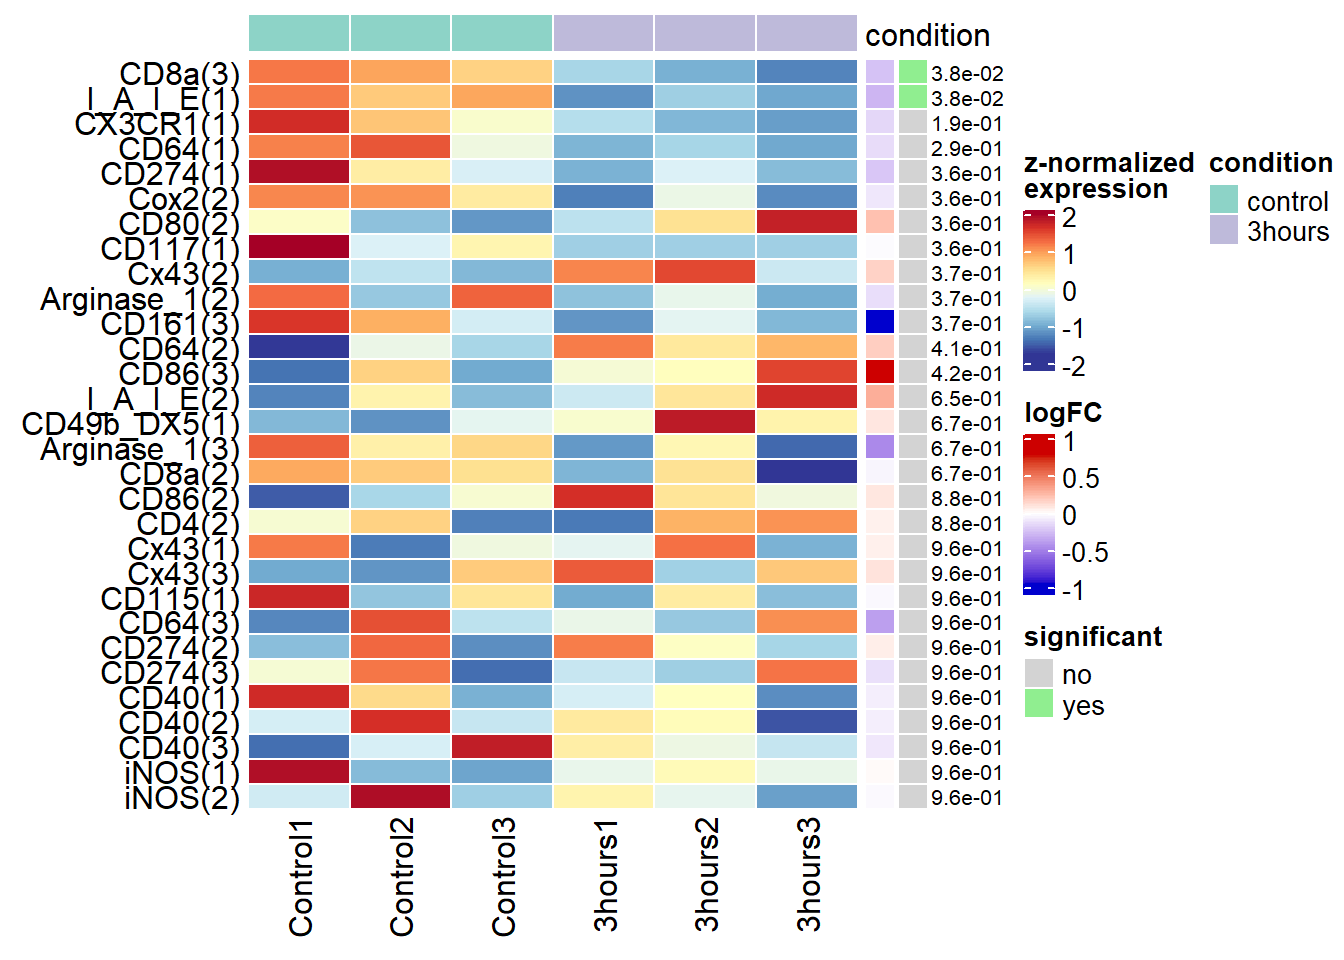 condition
CD8a(3) 3.8e-02
I_A_I_E(1) 3.8e-02
CX3CR1(1) 1.9e-01
CD64(1) 2.9e-01
CD274(1) 3.6e-01
Cox2(2) 3.6e-01
CD80(2) 3.6e-01
CD117(1) 3.6e-01
Cx43(2) 3.7e-01
Arginase_1(2) 3.7e-01
CD161(3) 3.7e-01
CD64(2) 4.1e-01
CD86(3) 4.2e-01
I_A_I_E(2) 6.5e-01
CD49b_DX5(1) 6.7e-01
Arginase_1(3) 6.7e-01
CD8a(2) 6.7e-01
CD86(2) 8.8e-01
CD4(2) 8.8e-01
Cx43(1) 9.6e-01
Cx43(3) 9.6e-01
CD115(1) 9.6e-01
CD64(3) 9.6e-01
CD274(2) 9.6e-01
CD274(3) 9.6e-01
CD40(1) 9.6e-01
CD40(2) 9.6e-01
CD40(3) 9.6e-01
iNOS(1) 9.6e-01
iNOS(2) 9.6e-01
Control1
Control2
Control3
3hours1
3hours2
3hours3
z-normalized
expression
2
1
0
-1
-2
logFC
1
0.5
0
-0.5
-1
significant
no
yes
condition
control
3hours